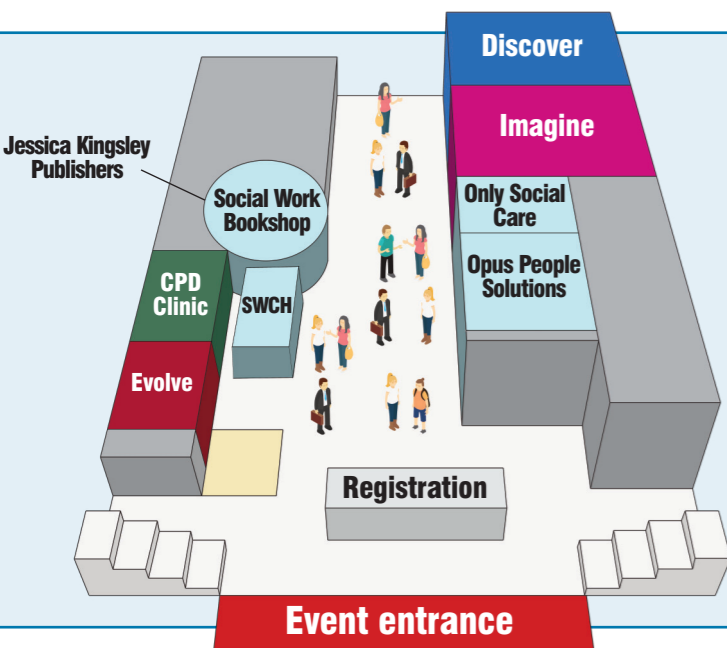 Discover
Imagine
Jessica Kingsley
Publishers
Social Work
Bookshop
Only Social
Care
Opus People
Solutions
CPD
Clinic
SWCH
Evolve
Registration
Event entrance